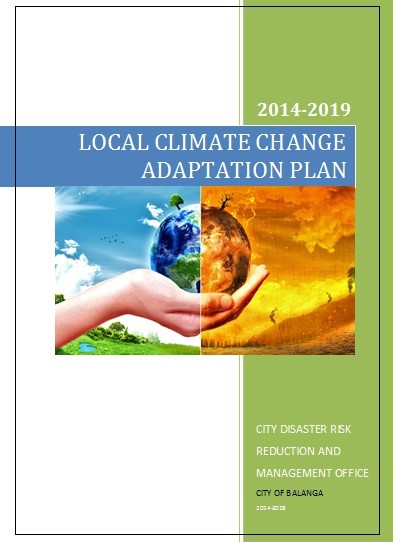 2014-2019
LOCAL CLIMATE CHANGE
ADAPTATION PLAN
CITY DISASTER RISK
REDUCTION AND
MANAGEMENT OFFICE
CITY OF BALANGA
2014-2019